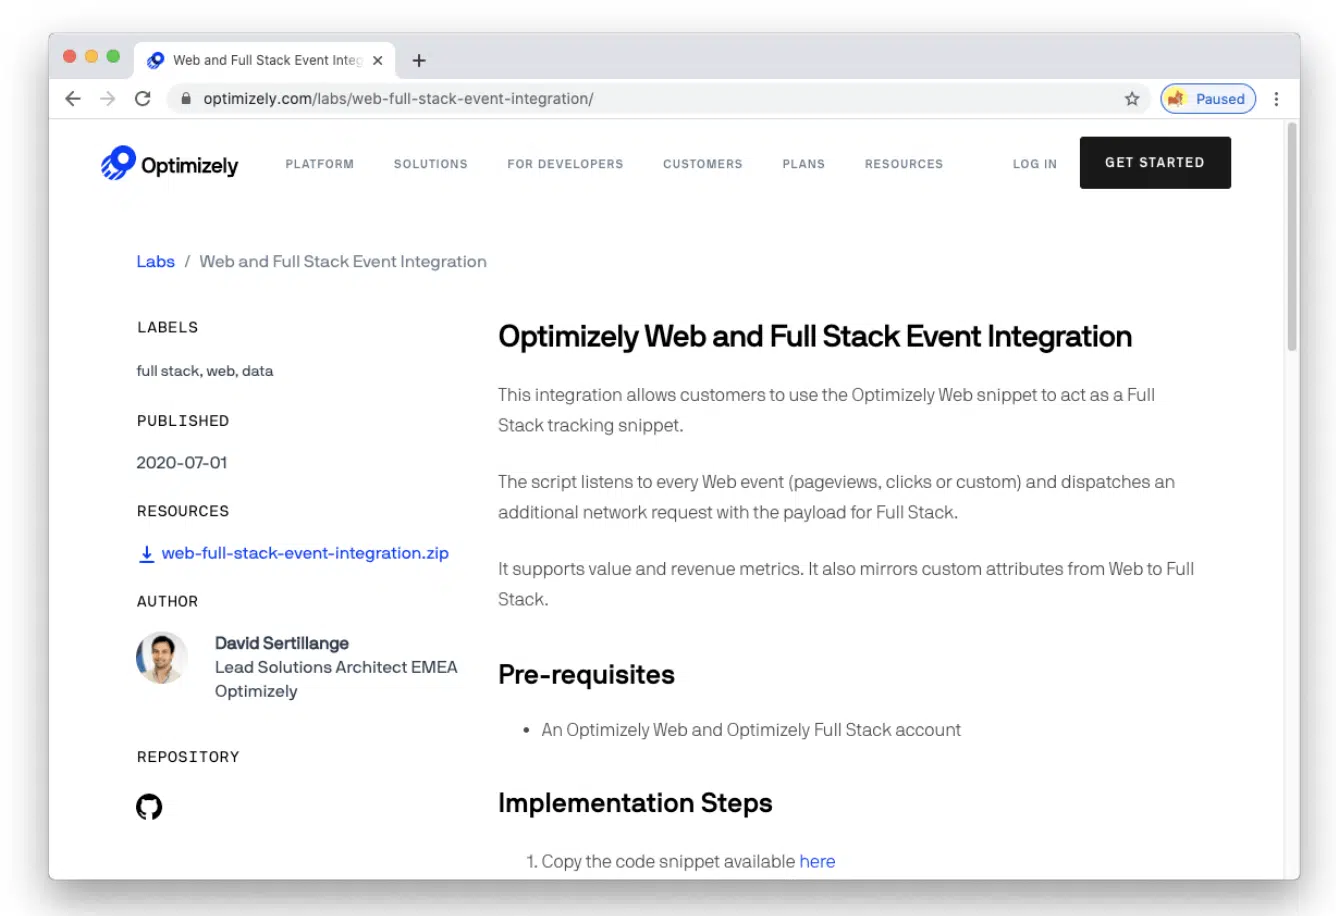 Web and Full Stack Event Integ
optimizely.com/labs/web-full-stack-event-integration/
Paused
Optimizely
PLATFORM
SOLUTIONS
FOR DEVELOPERS
CUSTOMERS
PLANS
RESOURCES
LOG IN
GET STARTED
Labs / Web and Full Stack Event Integration
LABELS
full stack, web, data
PUBLISHED
2020-07-01
RESOURCES
web-full-stack-event-integration.zip
AUTHOR
David Sertillange
Lead Solutions Architect EMEA
Optimizely
REPOSITORY
Optimizely Web and Full Stack Event Integration
This integration allows customers to use the Optimizely Web snippet to act as a Full
Stack tracking snippet.
The script listens to every Web event (pageviews, clicks or custom) and dispatches an
additional network request with the payload for Full Stack.
It supports value and revenue metrics. It also mirrors custom attributes from Web to Full
Stack.
Pre-requisites
• An Optimizely Web and Optimizely Full Stack account
Implementation Steps
1. Copy the code snippet available here